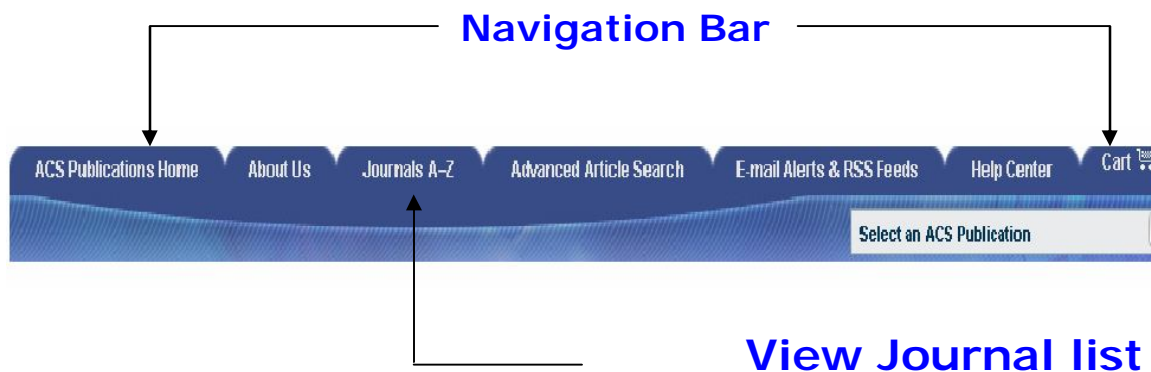 Navigation Bar
ACS Publications Home About Us Journals A–Z Advanced Article Search E-mail Alerts & RSS Feeds Help Center Cart
Select an ACS Publication
View Journal list